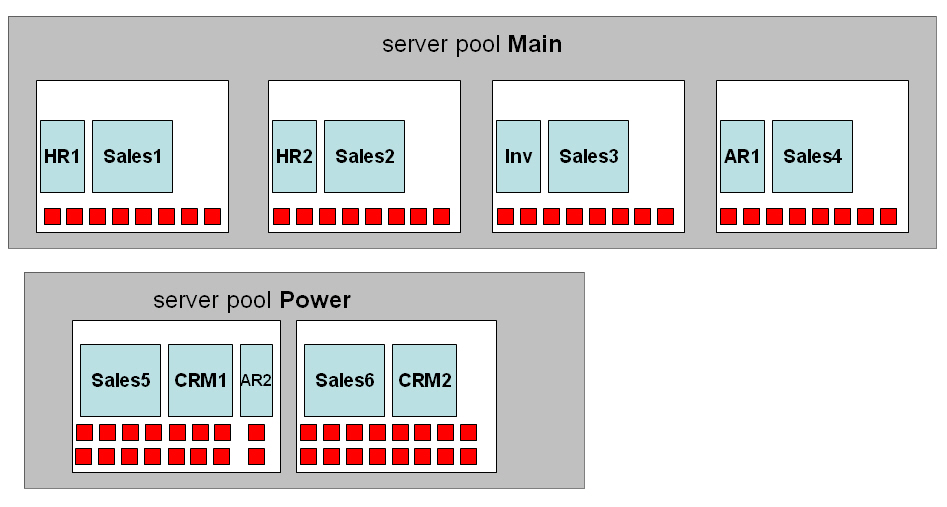 server pool Main
HR1 Sales1 HR2 Sales2 Inv Sales3 AR1 Sales4
server pool Power
Sales5 CRM1 AR2 Sales6 CRM2